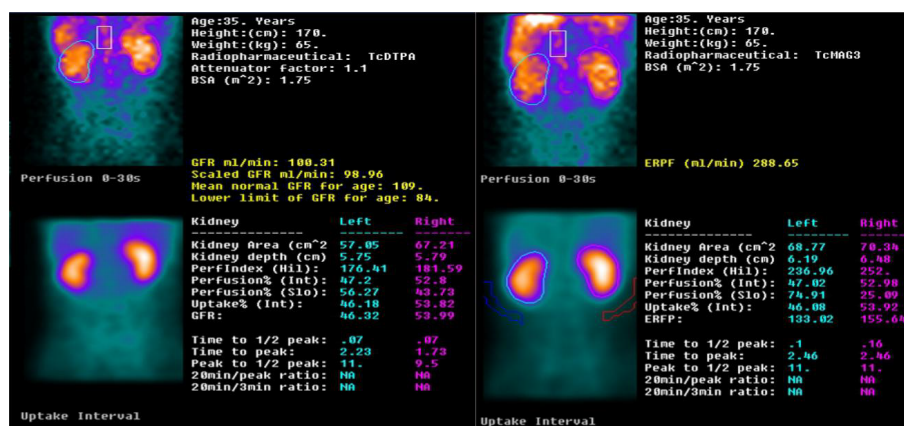 Age:35. Years
Height:(cm): 170.
Weight:(kg): 65.
Radiopharmaceutical:  TcDTPA
Attenuator factor: 1.1
BSA (m^2): 1.75
GFR ml/min: 100.31
Scaled GFR ml/min: 98.96
Mean normal GFR for age: 109.
Lower limit of GFR for age: 84.
Perfusion 0-30s
Kidney Left Right
Kidney Area (cm^2 57.05 67.21
Kidney depth (cm) 5.75 5.79
PerfIndex (Hil): 176.41 181.59
Perfusion% (Int): 47.2 52.8
Perfusion% (Slo): 56.27 43.73
Uptake% (Int): 46.18 53.82
GFR: 46.32 53.99
Time to 1/2 peak: .07 .07
Time to peak: 2.23 1.73
Peak to 1/2 peak: 11. 9.5
20min/peak ratio: NA NA
20min/3min ratio: NA NA
Uptake Interval
Age:35. Years
Height:(cm): 170.
Weight:(kg): 65.
Radiopharmaceutical:  TcMAG3
BSA (m^2): 1.75
ERPF (ml/min) 288.65
Perfusion 0-30s
Kidney Left Right
Kidney Area (cm^2 68.77 70.34
Kidney depth (cm) 6.19 6.48
PerfIndex (Hil): 236.96 252.
Perfusion% (Int): 47.02 52.98
Perfusion% (Slo): 74.91 25.09
Uptake% (Int): 46.08 53.92
ERFP: 133.02 155.64
Time to 1/2 peak: .1 .16
Time to peak: 2.46 2.46
Peak to 1/2 peak: 11. 11.
20min/peak ratio: NA NA
20min/3min ratio: NA NA
Uptake Interval